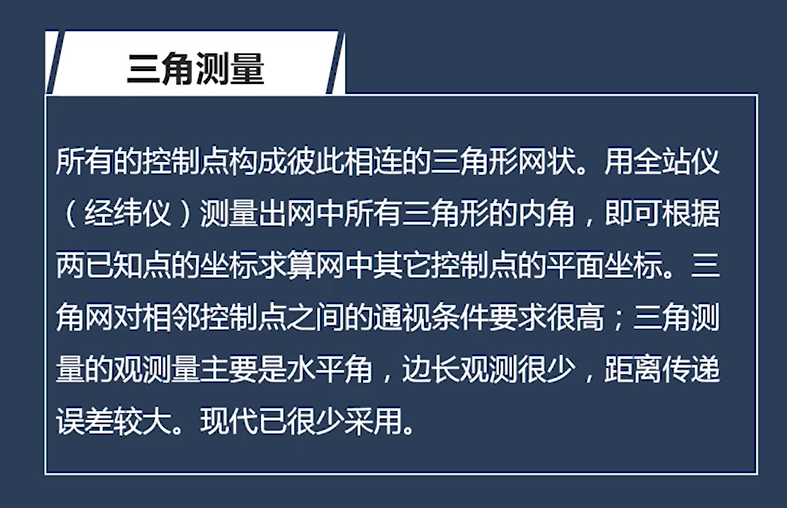 三角测量
所有的控制点构成彼此相连的三角形网状。用全站仪
（经纬仪）测量出网中所有三角形的内角，即可根据
两已知点的坐标求算网中其它控制点的平面坐标。三
角网对相邻控制点之间的通视条件要求很高；三角测
量的观测量主要是水平角，边长观测很少，距离传递
误差较大。现代已很少采用。